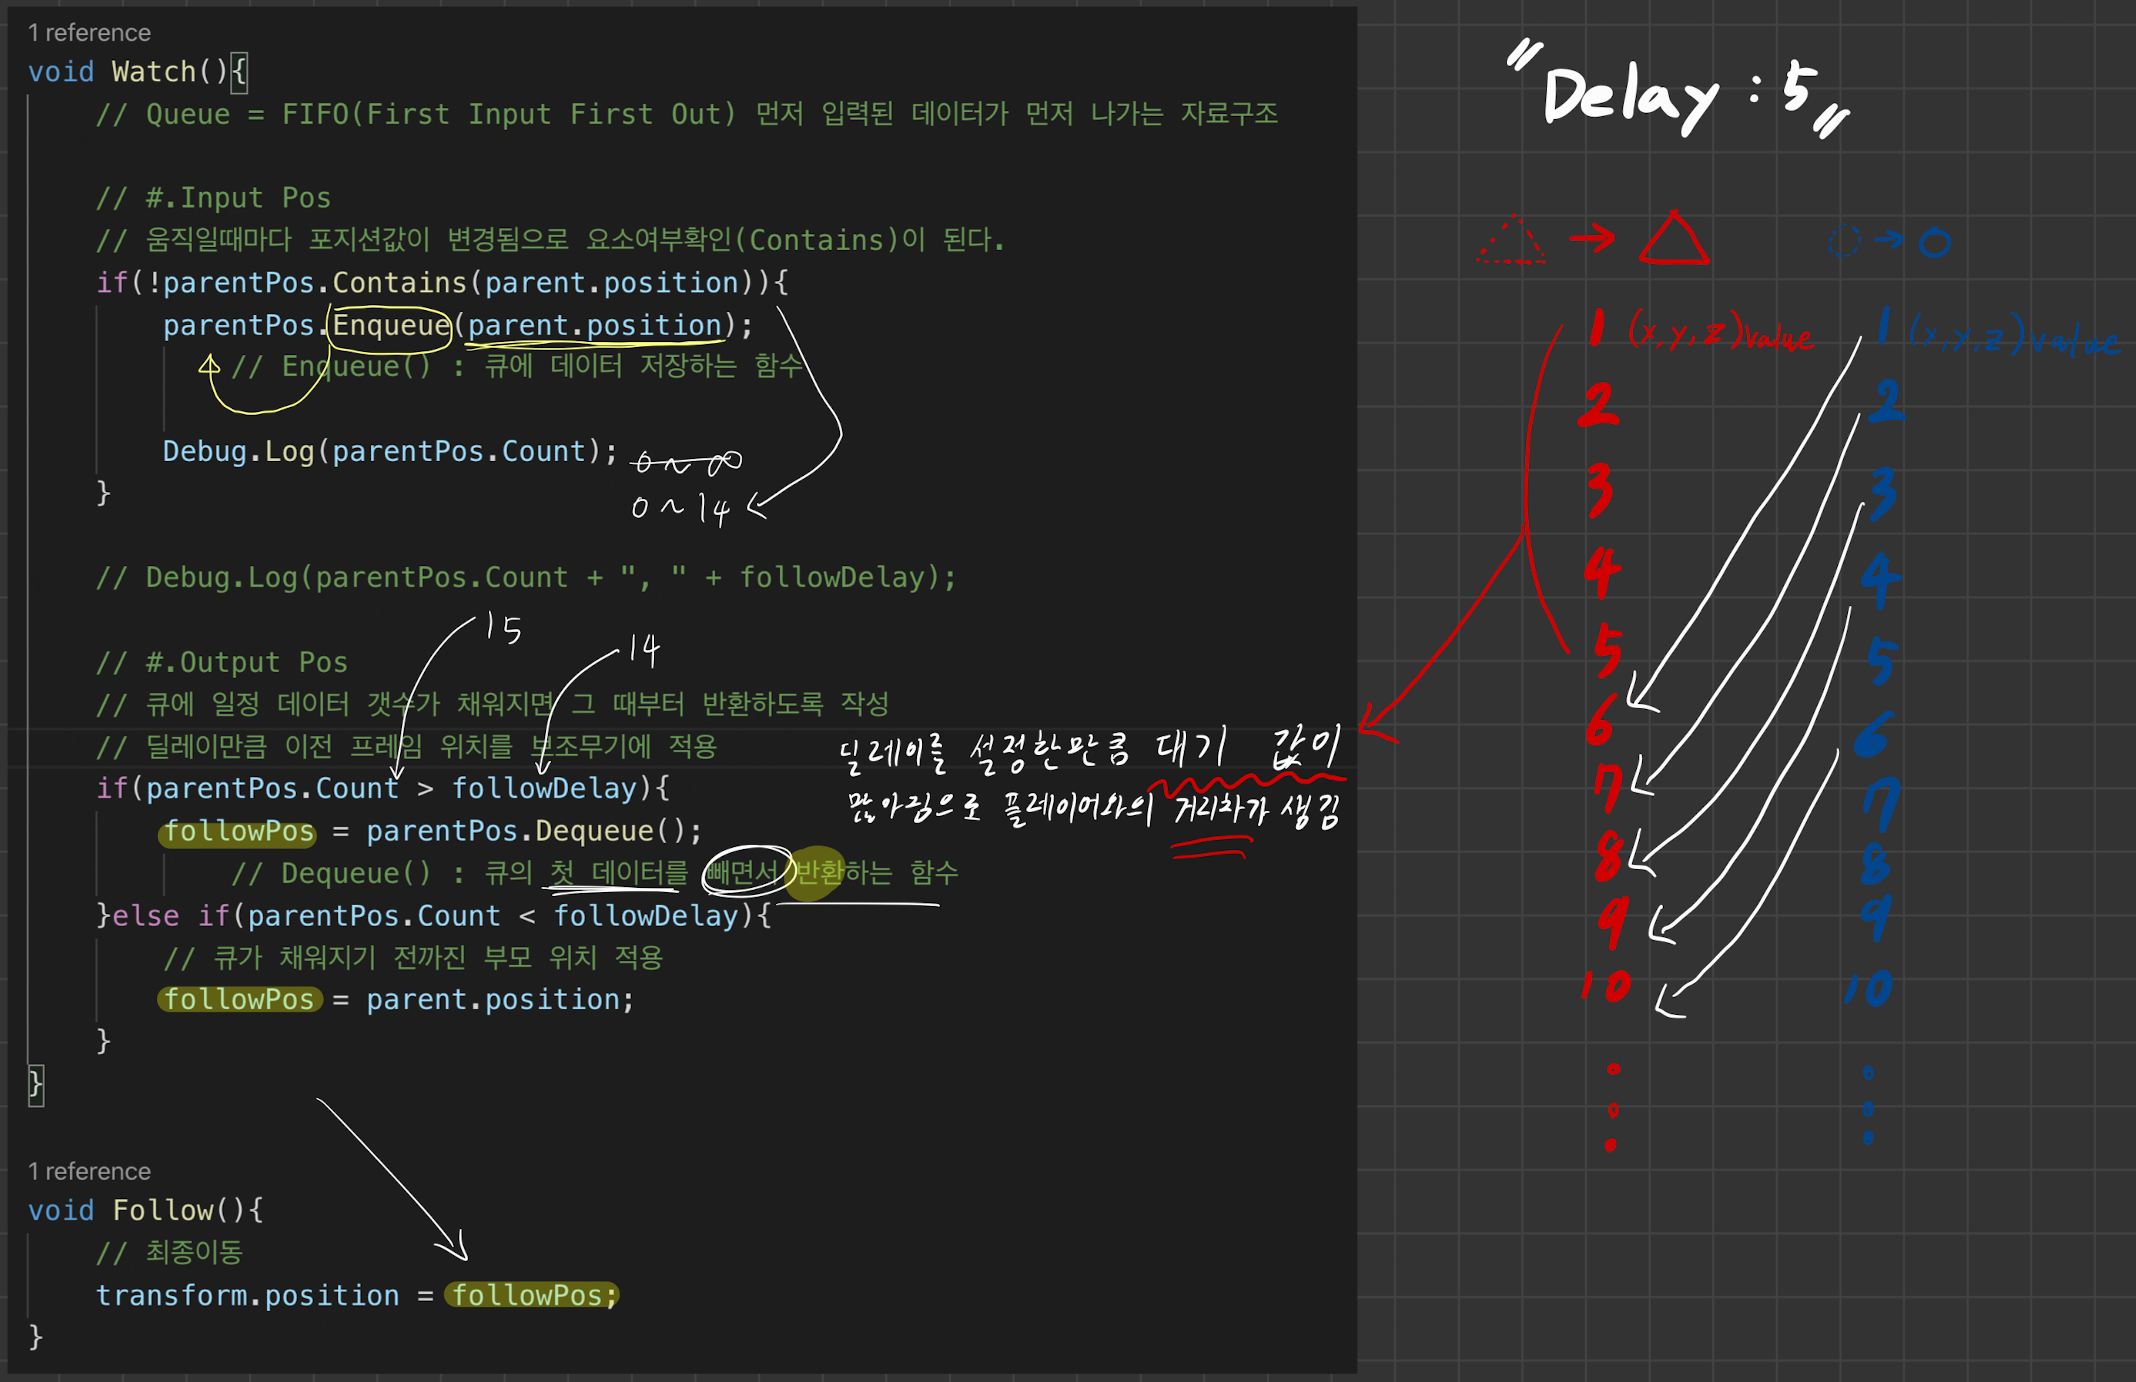 1 reference
void Watch(){
// Queue = FIFO(First Input First Out) 먼저 입력된 데이터가 먼저 나가는 자료구조
// #.Input Pos
// 움직일때마다 포지션값이 변경됨으로 요소여부확인(Contains)이 된다.
if(!parentPos.Contains(parent.position)){
parentPos.Enqueue(parent.position);
// Enqueue() : 큐에 데이터 저장하는 함수
Debug.Log(parentPos.Count); 0 ~ ∞
0 ~ 14
}
// Debug.Log(parentPos.Count + ", " + followDelay);
15
14
// #.Output Pos
// 큐에 일정 데이터 갯수가 채워지면 그 때부터 반환하도록 작성
// 딜레이만큼 이전 프레임 위치를 보조무기에 적용
if(parentPos.Count > followDelay){
followPos = parentPos.Dequeue();
// Dequeue() : 큐의 첫 데이터를 빼면서 반환하는 함수
}else if(parentPos.Count < followDelay){
// 큐가 채워지기 전까진 부모 위치 적용
followPos = parent.position;
}
}
1 reference
void Follow(){
// 최종이동
transform.position = followPos;
}
딜레이를 설정한만큼 대기 값이
많아짐으로 플레이어와의 거리차가 생김
"Delay : 5"
1 (x,y,z)value
2
3
4
5
6
7
8
9
10
1 (x,y,z)value
2
3
4
5
6
7
8
9
10